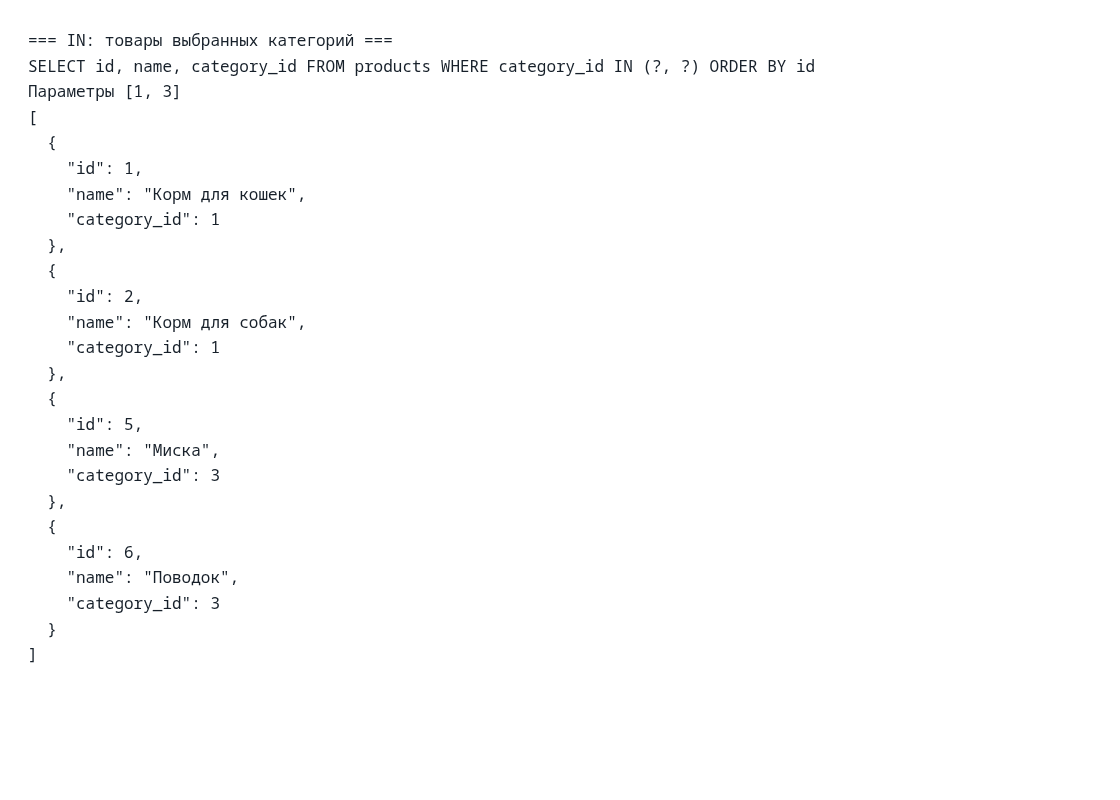 === IN: товары выбранных категорий ===
SELECT id, name, category_id FROM products WHERE category_id IN (?, ?) ORDER BY id
Параметры [1, 3]
[
  {
    "id": 1,
    "name": "Корм для кошек",
    "category_id": 1
  },
  {
    "id": 2,
    "name": "Корм для собак",
    "category_id": 1
  },
  {
    "id": 5,
    "name": "Миска",
    "category_id": 3
  },
  {
    "id": 6,
    "name": "Поводок",
    "category_id": 3
  }
]